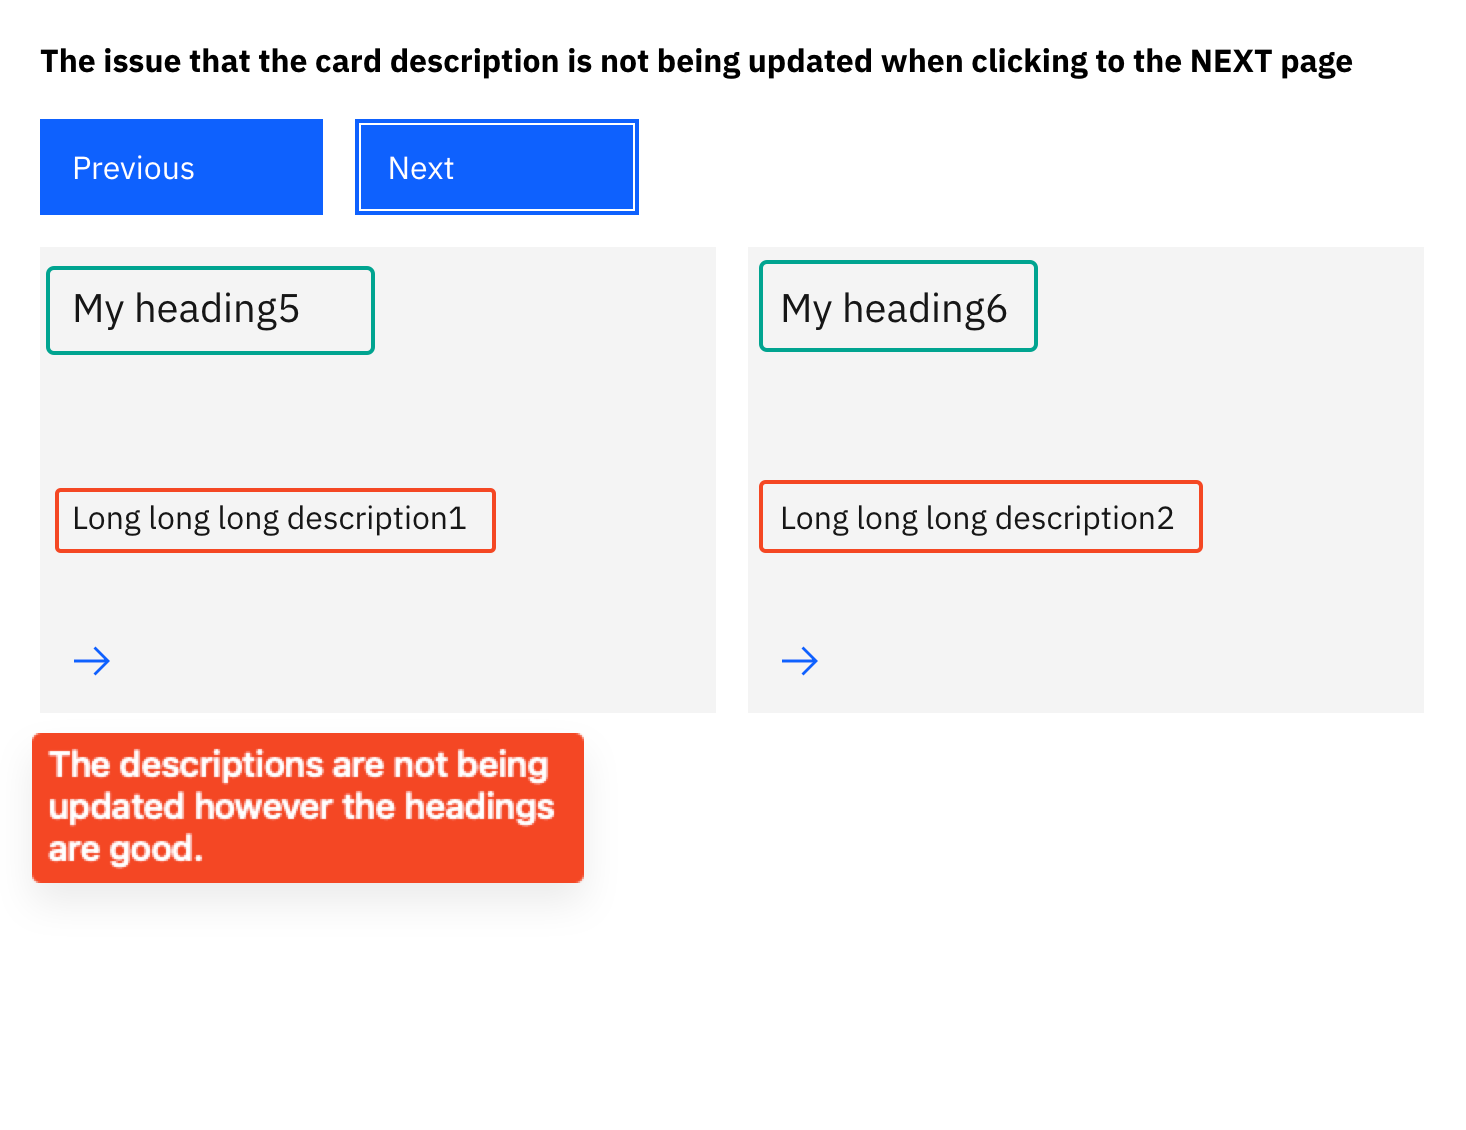 The issue that the card description is not being updated when clicking to the NEXT page
Previous
Next
My heading5
My heading6
Long long long description1
Long long long description2
The descriptions are not being
updated however the headings
are good.